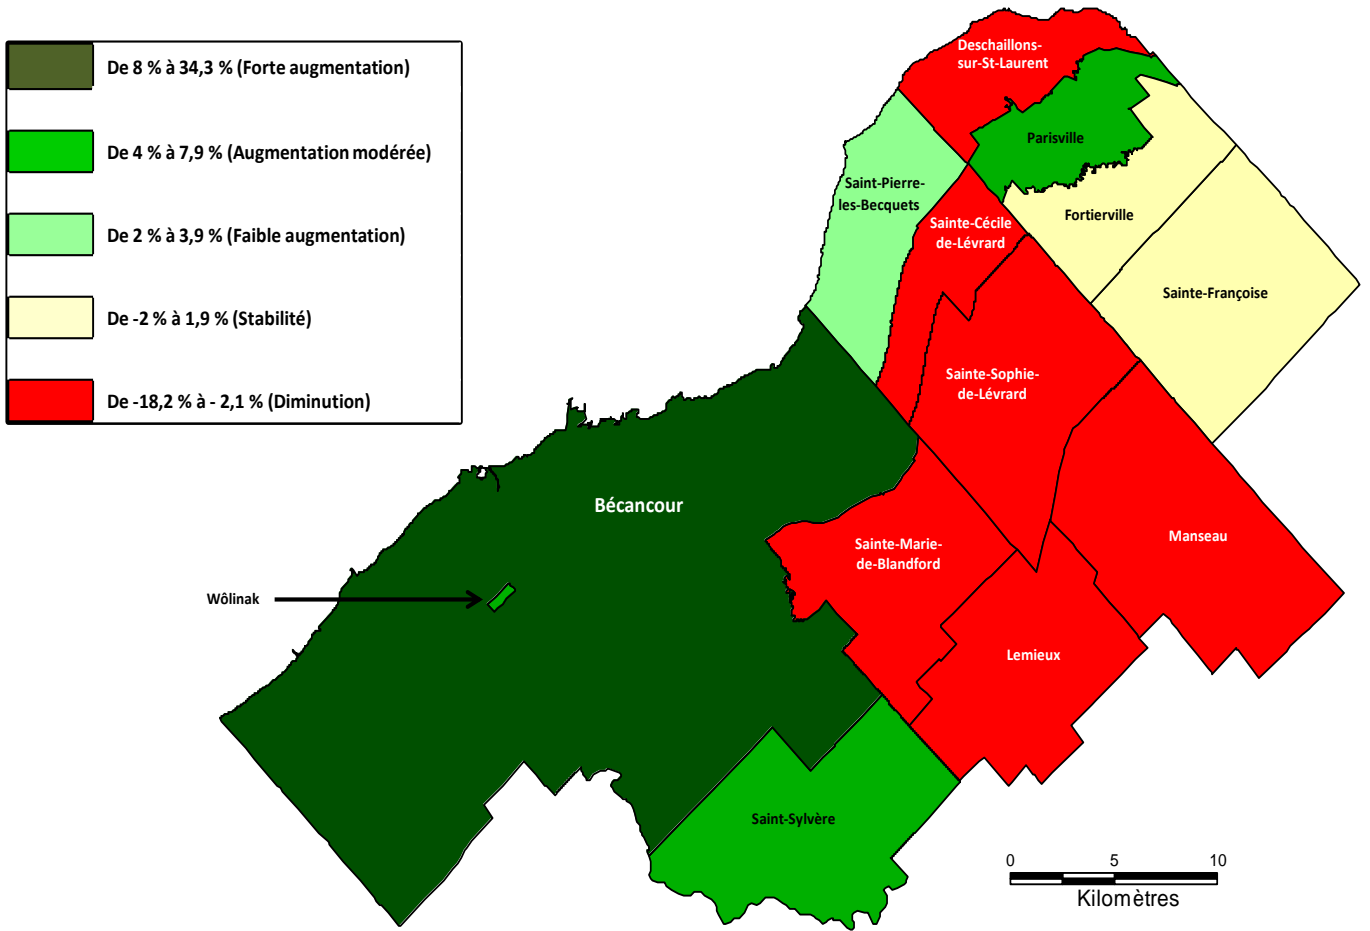 De 8 % à 34,3 % (Forte augmentation)
De 4 % à 7,9 % (Augmentation modérée)
De 2 % à 3,9 % (Faible augmentation)
De -2 % à 1,9 % (Stabilité)
De -18,2 % à - 2,1 % (Diminution)
Deschaillons-
sur-St-Laurent
Parisville
Saint-Pierre-
les-Becquets
Sainte-Cécile
de-Lévrard
Fortierville
Sainte-Françoise
Sainte-Sophie-
de-Lévrard
Bécancour
Sainte-Marie-
de-Blandford
Manseau
Wôlinak
Lemieux
Saint-Sylvère
0 5 10
Kilomètres